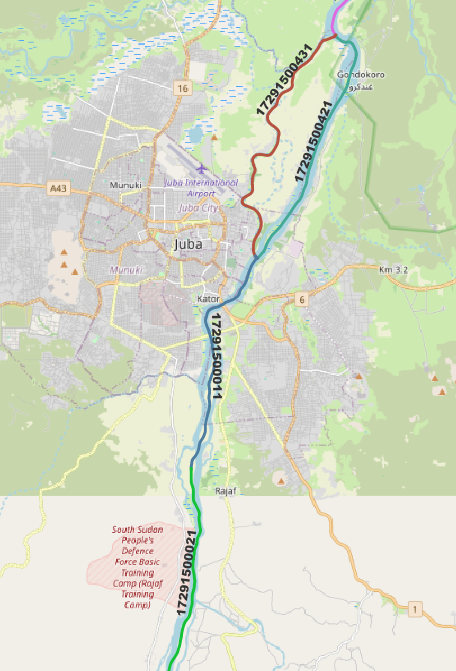 17291500431
Gondokoro
غندكرو
16
17291500421
A43
Munuki
Juba International
Airport
Juba City
Juba
Munuki
Km 3.2
Kator
6
17291500011
Rajaf
South Sudan
People's
Defence
Force Basic
Training
Camp (Rajaf
Training
Camp)
17291500021
1